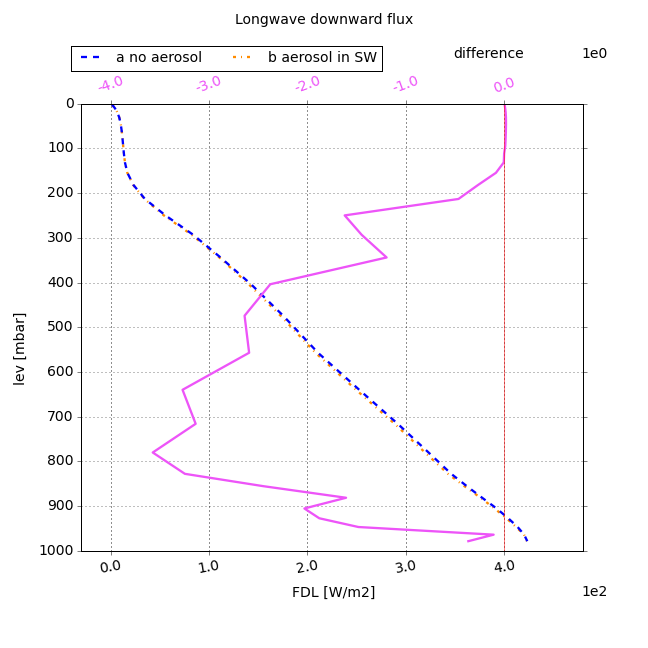 Longwave downward flux
a no aerosol b aerosol in SW difference 1e0
-4.0 -3.0 -2.0 -1.0 0.0
0
100
200
300
400
500
600
700
800
900
1000
lev [mbar]
0.0 1.0 2.0 3.0 4.0
FDL [W/m2] 1e2